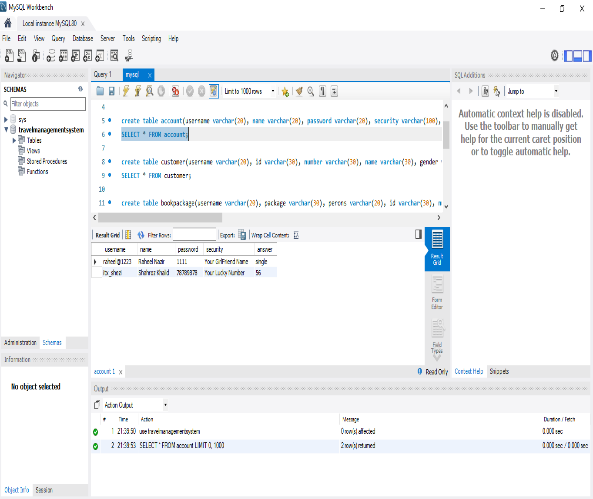 MySQL Workbench
Local instance MySQL80 ×
File Edit View Query Database Server Tools Scripting Help
Navigator
SCHEMAS
Filter objects
sys
travelmanagementsystem
Tables
Views
Stored Procedures
Functions
Administration Schemas
Information
No object selected
Object Info Session
Query 1 mysql ×
Limit to 1000 rows
4
5 create table account(username varchar(20), name varchar(20), password varchar(20), security varchar(100),
6 SELECT * FROM account;
7
8 create table customer(username varchar(20), id varchar(30), number varchar(30), name varchar(30), gender
9 SELECT * FROM customer;
10
11 create table bookpackage(username varchar(20), package varchar(30), perons varchar(20), id varchar(30),
Result Grid Filter Rows: Export: Wrap Cell Content:
username name password security answer
raheel@1223 Raheel Nazir 1111 Your GirlFriend Name single
Shehroz Khalid 78789878 Your Lucky Number 56
Result Grid
Form Editor
Field Types
account 1 ×
Read Only
SQL Additions
Jump to
Automatic context help is disabled.
Use the toolbar to manually get
help for the current caret position
or to toggle automatic help.
Context Help Snippets
Output
Action Output
# Time Action Message Duration / Fetch
1 21:39:50 use travelmanagementsystem 0 row(s) affected 0.000 sec
2 21:39:53 SELECT * FROM account LIMIT 0, 1000 2 row(s) returned 0.000 sec / 0.000 sec